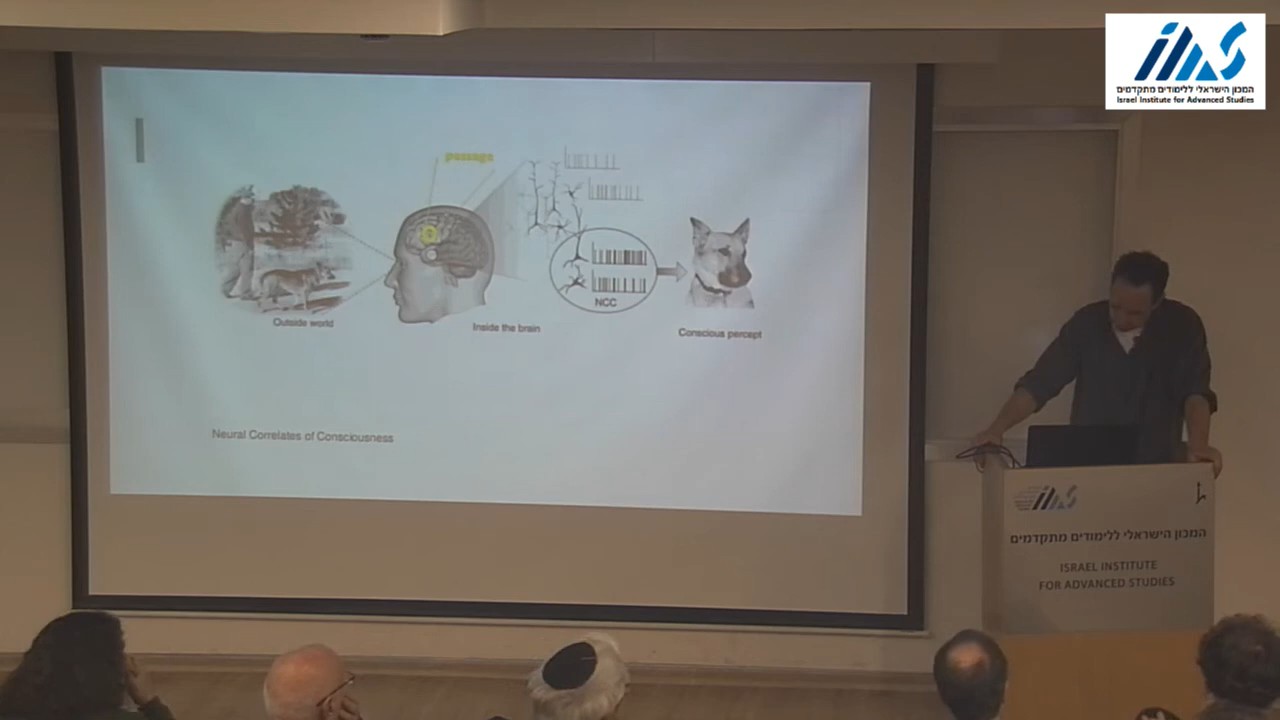 המכון הישראלי ללימודים מתקדמים
Israel Institute for Advanced Studies
passage
Outside world
Inside the brain
NCC
Conscious percept
Neural Correlates of Consciousness
המכון הישראלי ללימודים מתקדמים
ISRAEL INSTITUTE
FOR ADVANCED STUDIES